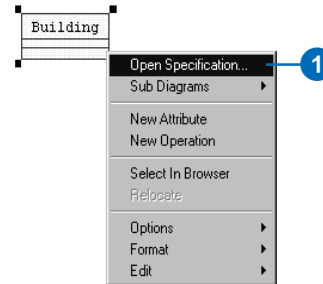 Building
Open Specification...
1
Sub Diagrams
New Attribute
New Operation
Select In Browser
Relocate
Options
Format
Edit